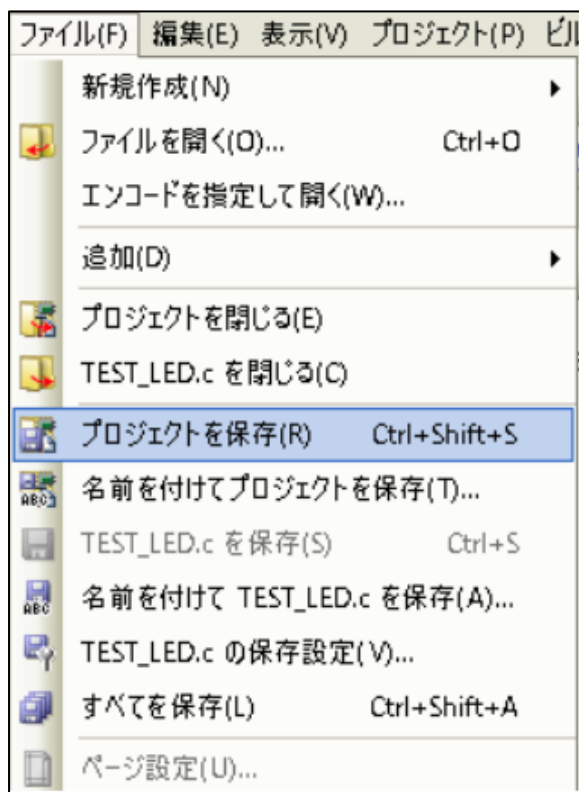 ファイル(F) 編集(E) 表示(V) プロジェクト(P) ビル
新規作成(N)
ファイルを開く(O)... Ctrl+O
エンコードを指定して開く(W)...
追加(D)
プロジェクトを閉じる(E)
TEST_LED.c を閉じる(C)
プロジェクトを保存(R) Ctrl+Shift+S
名前を付けてプロジェクトを保存(T)...
TEST_LED.c を保存(S) Ctrl+S
名前を付けて TEST_LED.c を保存(A)...
TEST_LED.c の保存設定(V)...
すべてを保存(L) Ctrl+Shift+A
ページ設定(U)...